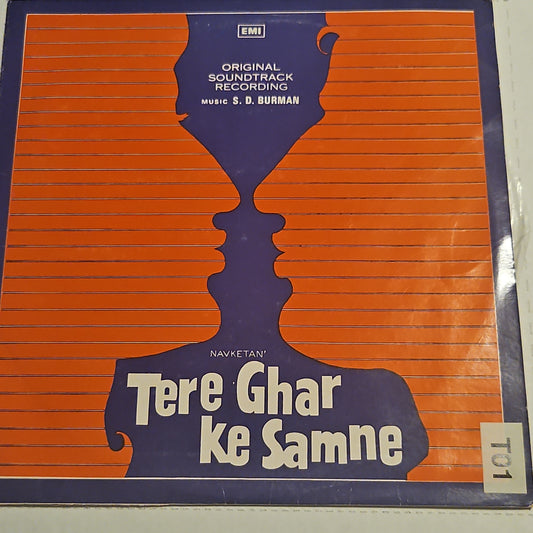 EMI
ORIGINAL
SOUNDTRACK
RECORDING
MUSIC S. D. BURMAN
NAVKETAN'
Tere Ghar
Ke Samne
T01